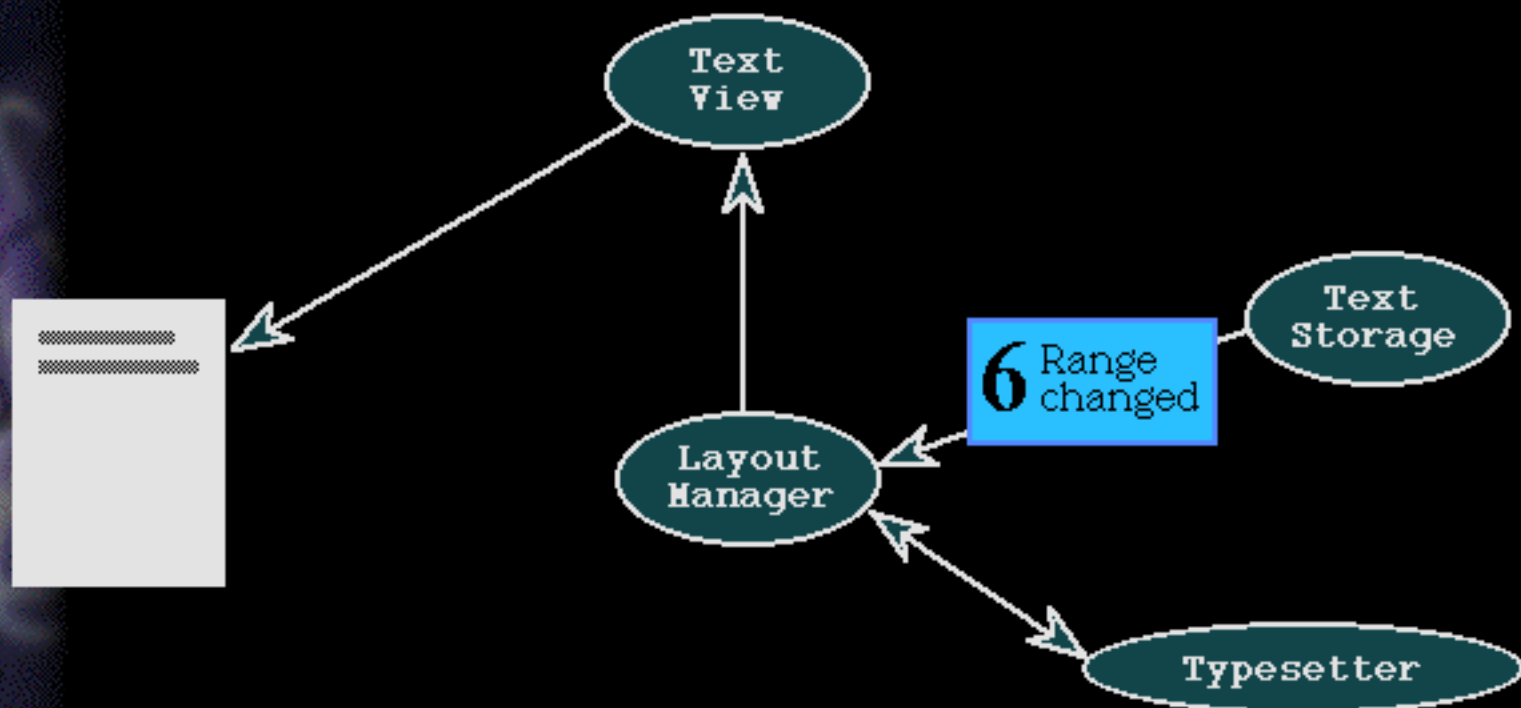 Text
View
Text
Storage
6 Range
changed
Layout
Manager
Typesetter